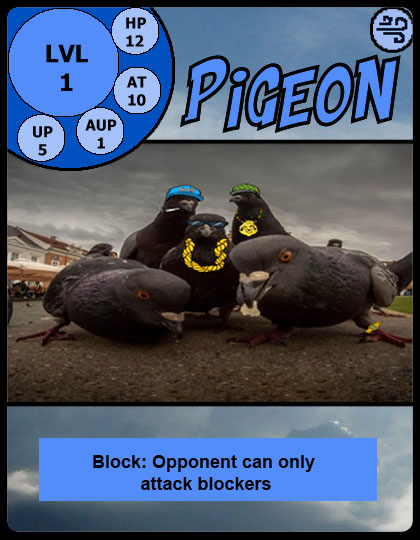 LVL
1
HP
12
AT
10
AUP
1
UP
5
PiGEON
Block: Opponent can only
attack blockers